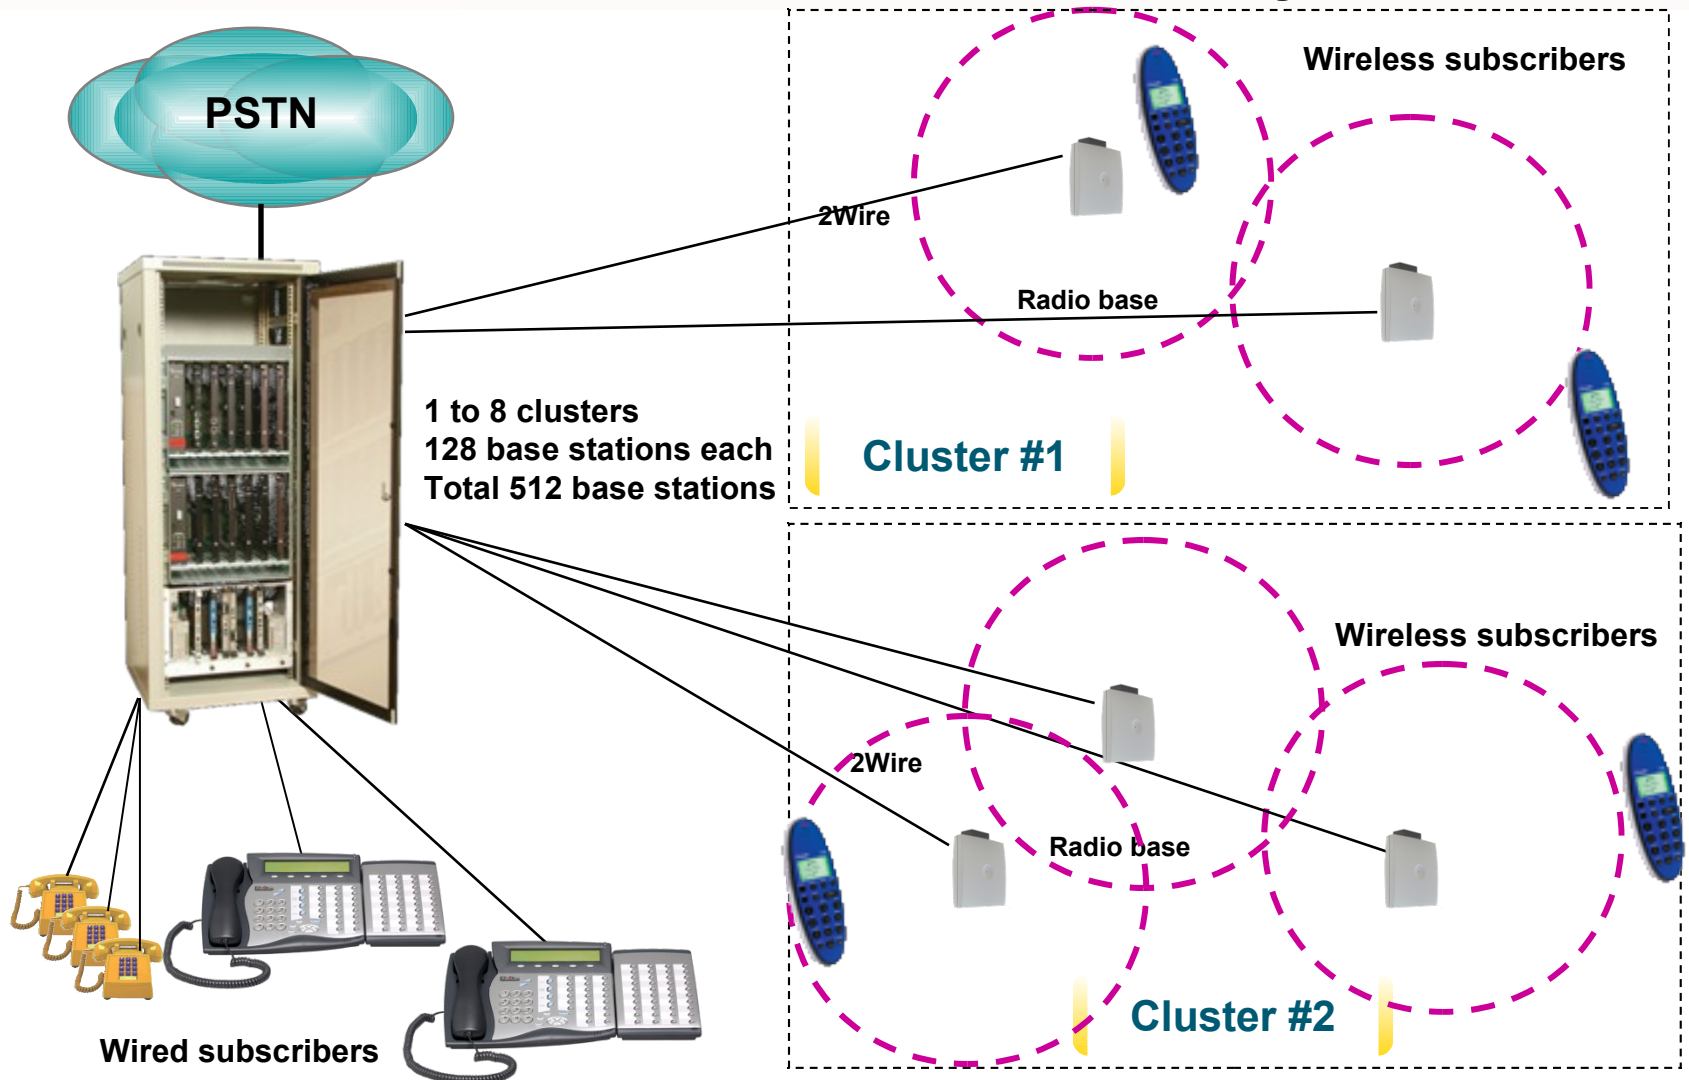 PSTN
Wireless subscribers
2Wire
Radio base
1 to 8 clusters
128 base stations each
Total 512 base stations
Cluster #1
Wireless subscribers
2Wire
Radio base
Cluster #2
Wired subscribers